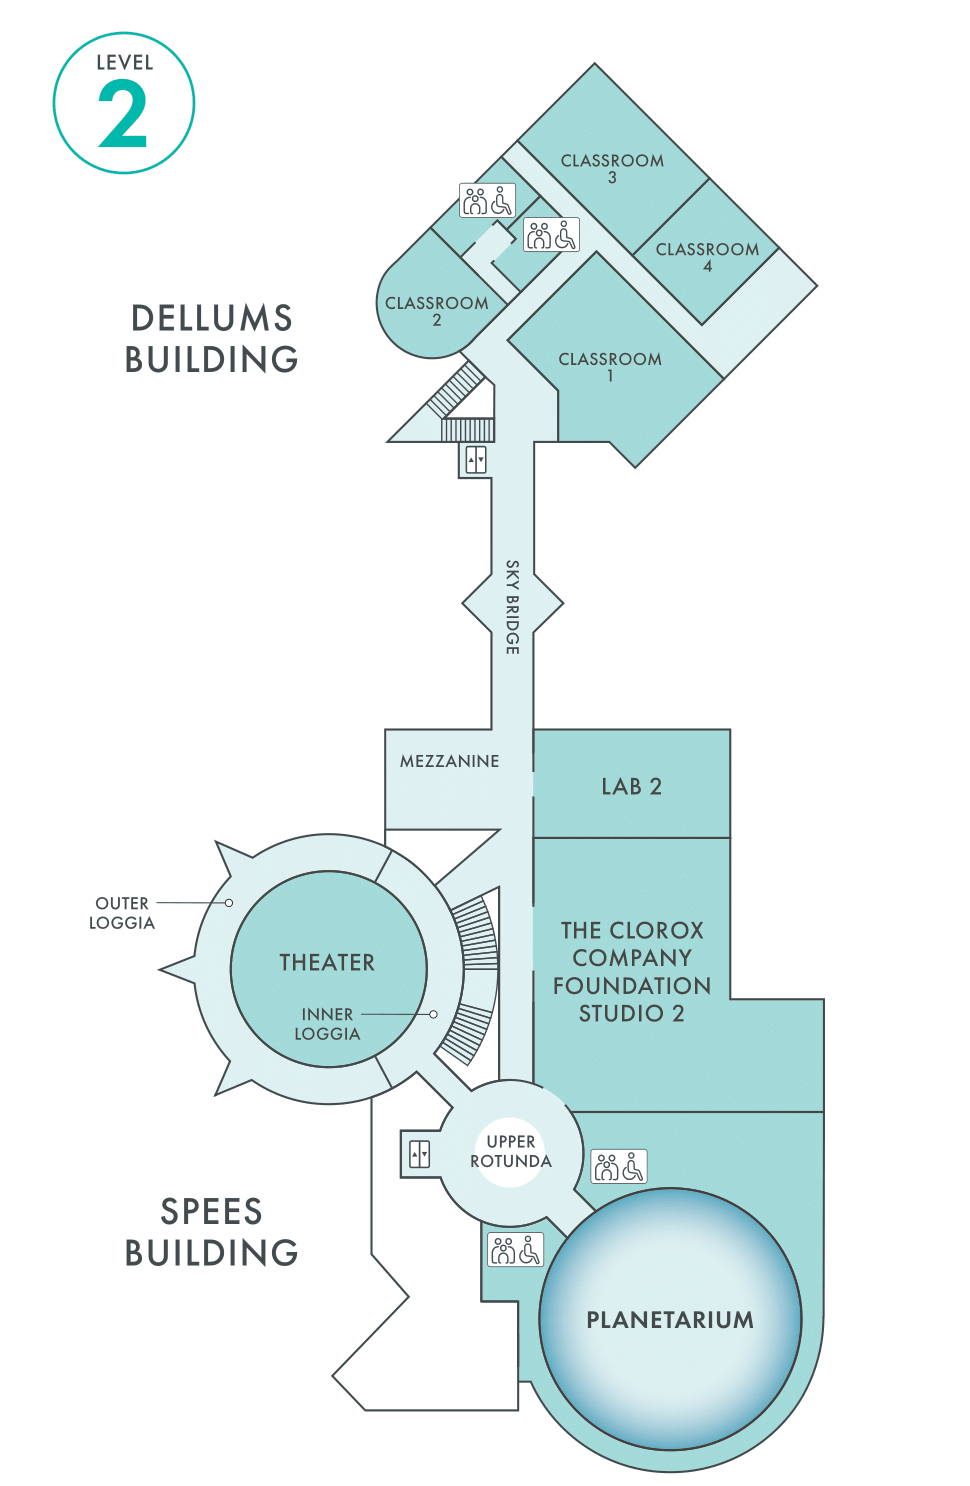 LEVEL
2
CLASSROOM
3
CLASSROOM
4
CLASSROOM
2
DELLUMS
BUILDING
CLASSROOM
1
SKY BRIDGE
MEZZANINE
LAB 2
OUTER
LOGGIA
THEATER
THE CLOROX
COMPANY
FOUNDATION
STUDIO 2
INNER
LOGGIA
UPPER
ROTUNDA
SPEES
BUILDING
PLANETARIUM